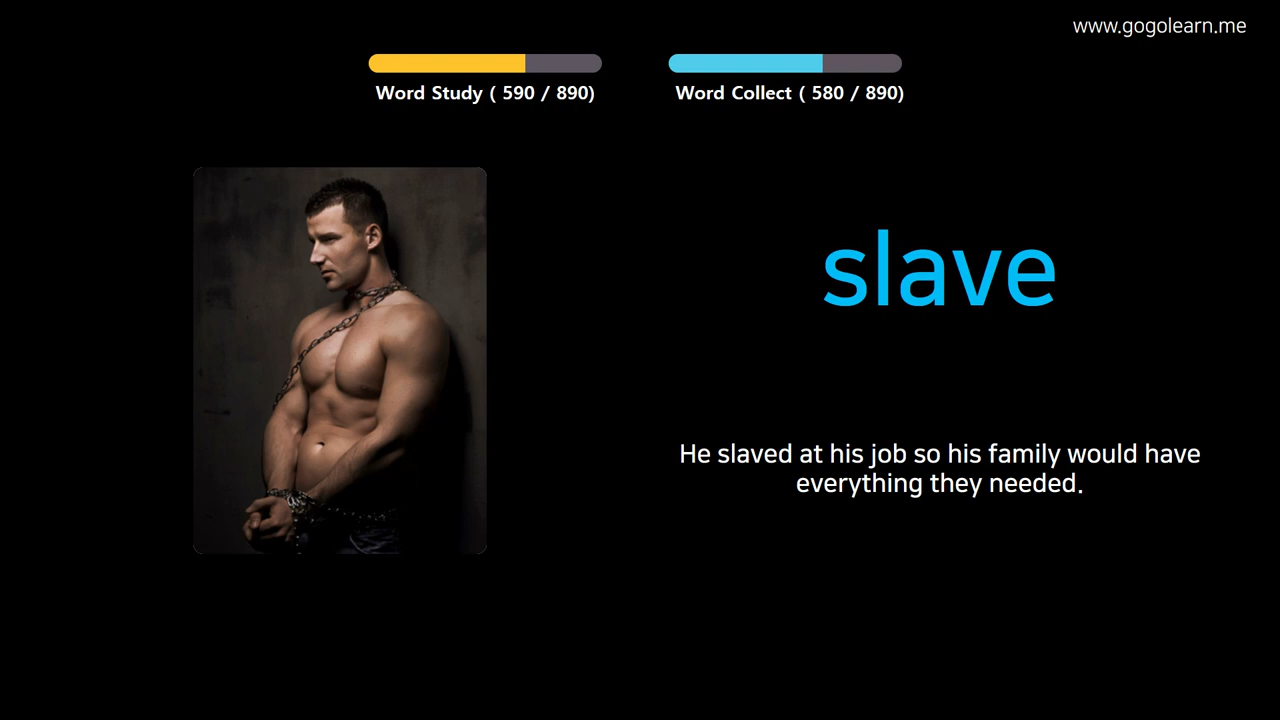 www.gogolearn.me
Word Study ( 590 / 890)
Word Collect ( 580 / 890)
slave
He slaved at his job so his family would have
everything they needed.